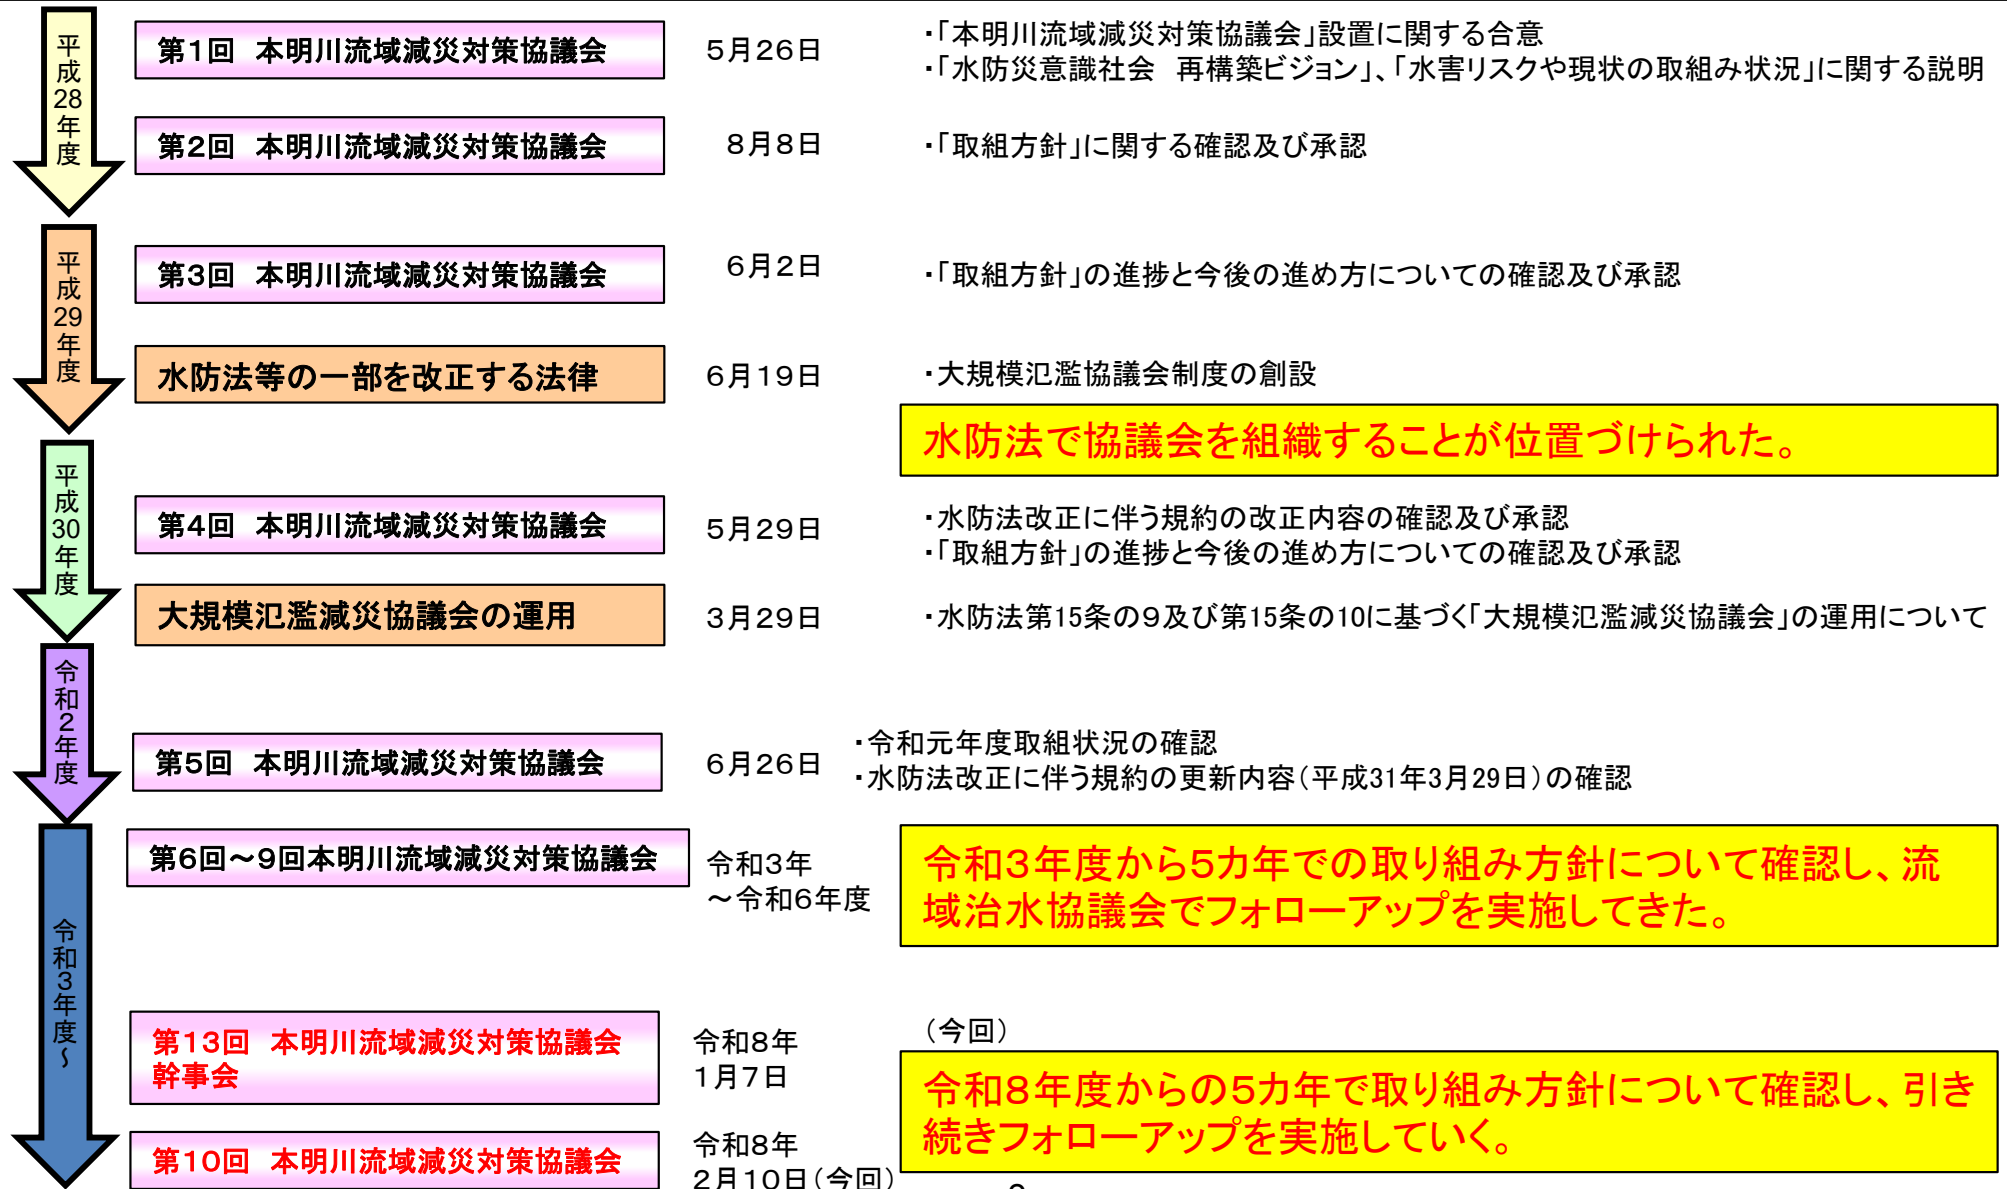 平成28年度
第1回 本明川流域減災対策協議会
5月26日
・「本明川流域減災対策協議会」設置に関する合意
・「水防災意識社会 再構築ビジョン」、「水害リスクや現状の取組み状況」に関する説明
第2回 本明川流域減災対策協議会
8月8日
・「取組方針」に関する確認及び承認
平成29年度
第3回 本明川流域減災対策協議会
6月2日
・「取組方針」の進捗と今後の進め方についての確認及び承認
水防法等の一部を改正する法律
6月19日
・大規模氾濫協議会制度の創設
水防法で協議会を組織することが位置づけられた。
平成30年度
第4回 本明川流域減災対策協議会
5月29日
・水防法改正に伴う規約の改正内容の確認及び承認
・「取組方針」の進捗と今後の進め方についての確認及び承認
大規模氾濫減災協議会の運用
3月29日
・水防法第15条の9及び第15条の10に基づく「大規模氾濫減災協議会」の運用について
令和2年度
第5回 本明川流域減災対策協議会
6月26日
・令和元年度取組状況の確認
・水防法改正に伴う規約の更新内容(平成31年3月29日)の確認
令和3年度~
第6回~9回本明川流域減災対策協議会
令和3年
~令和6年度
令和3年度から5カ年での取り組み方針について確認し、流
域治水協議会でフォローアップを実施してきた。
第13回 本明川流域減災対策協議会
幹事会
令和8年
1月7日
(今回)
令和8年度からの5カ年で取り組み方針について確認し、引き
続きフォローアップを実施していく。
第10回 本明川流域減災対策協議会
令和8年
2月10日(今回)